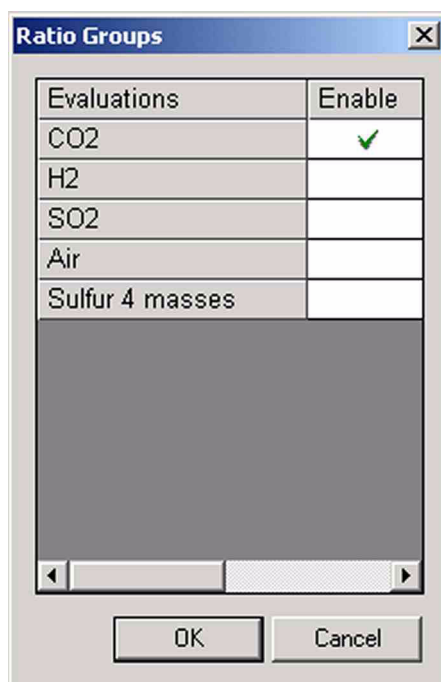 Ratio Groups
Evaluations Enable
CO2
H2
SO2
Air
Sulfur 4 masses
OK Cancel